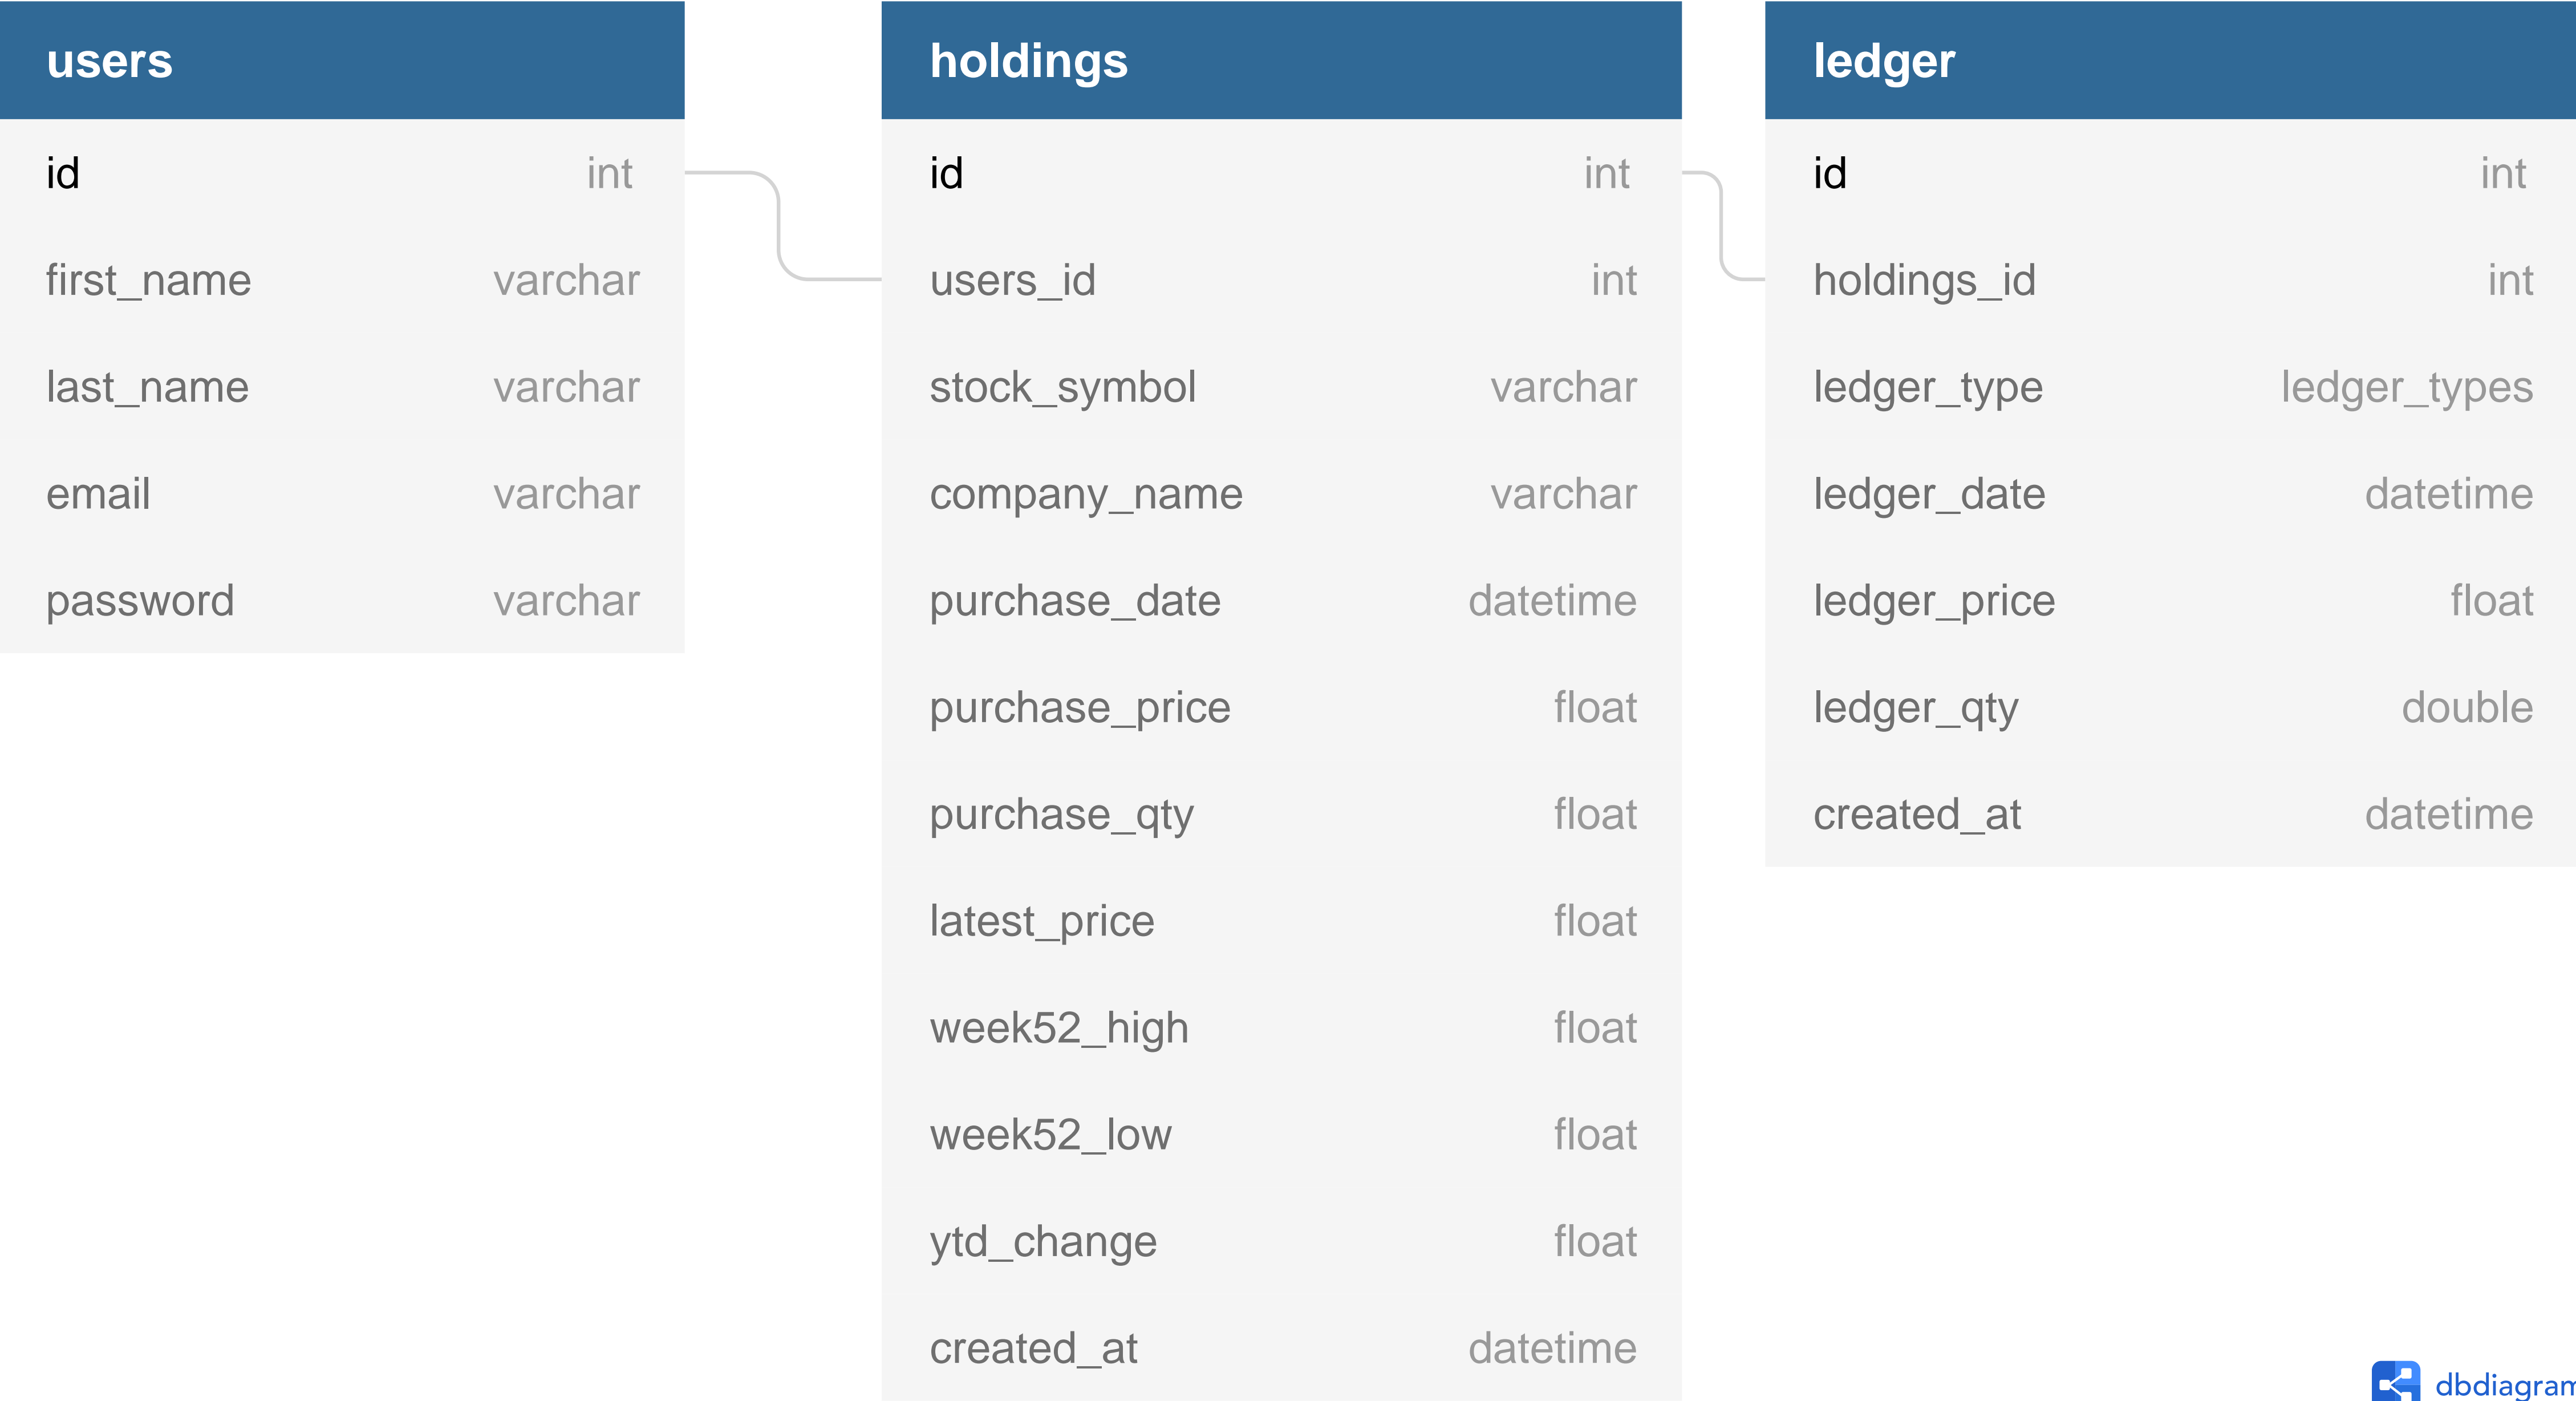 users
id int
first_name varchar
last_name varchar
email varchar
password varchar
holdings
id int
users_id int
stock_symbol varchar
company_name varchar
purchase_date datetime
purchase_price float
purchase_qty float
latest_price float
week52_high float
week52_low float
ytd_change float
created_at datetime
ledger
id int
holdings_id int
ledger_type ledger_types
ledger_date datetime
ledger_price float
ledger_qty double
created_at datetime
dbdiagram